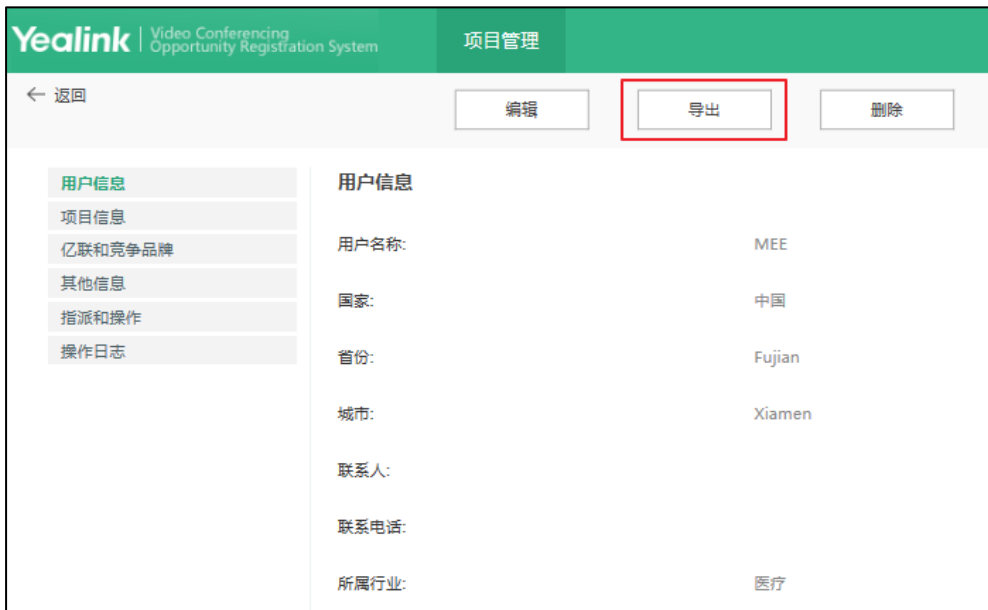 Yealink | Video Conferencing
Opportunity Registration System
项目管理
← 返回
编辑
导出
删除
用户信息
项目信息
亿联和竞争品牌
其他信息
指派和操作
操作日志
用户信息
用户名称: MEE
国家: 中国
省份: Fujian
城市: Xiamen
联系人:
联系电话:
所属行业: 医疗